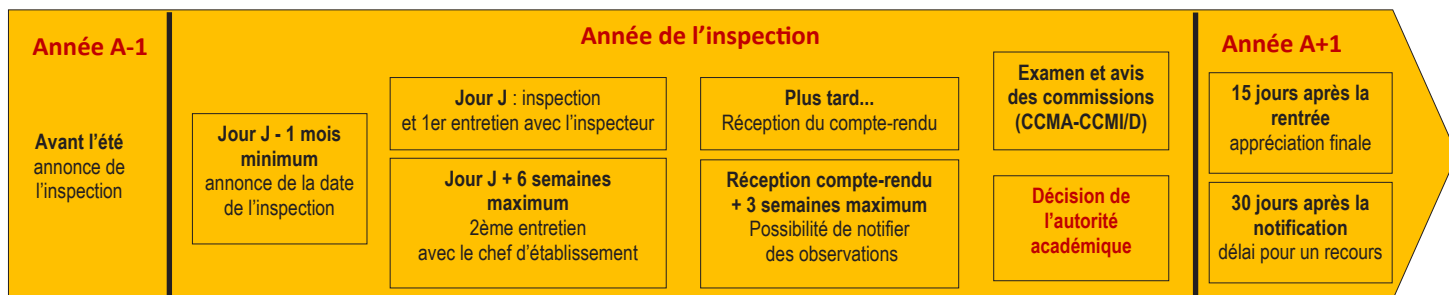 Année A-1
Avant l'été
annonce de
l'inspection
Année de l'inspection
Jour J - 1 mois
minimum
annonce de la date
de l'inspection
Jour J : inspection
et 1er entretien avec l'inspecteur
Jour J + 6 semaines
maximum
2ème entretien
avec le chef d'établissement
Plus tard...
Réception du compte-rendu
Réception compte-rendu
+ 3 semaines maximum
Possibilité de notifier
des observations
Examen et avis
des commissions
(CCMA-CCMI/D)
Décision de
l'autorité
académique
Année A+1
15 jours après la
rentrée
appréciation finale
30 jours après la
notification
délai pour un recours